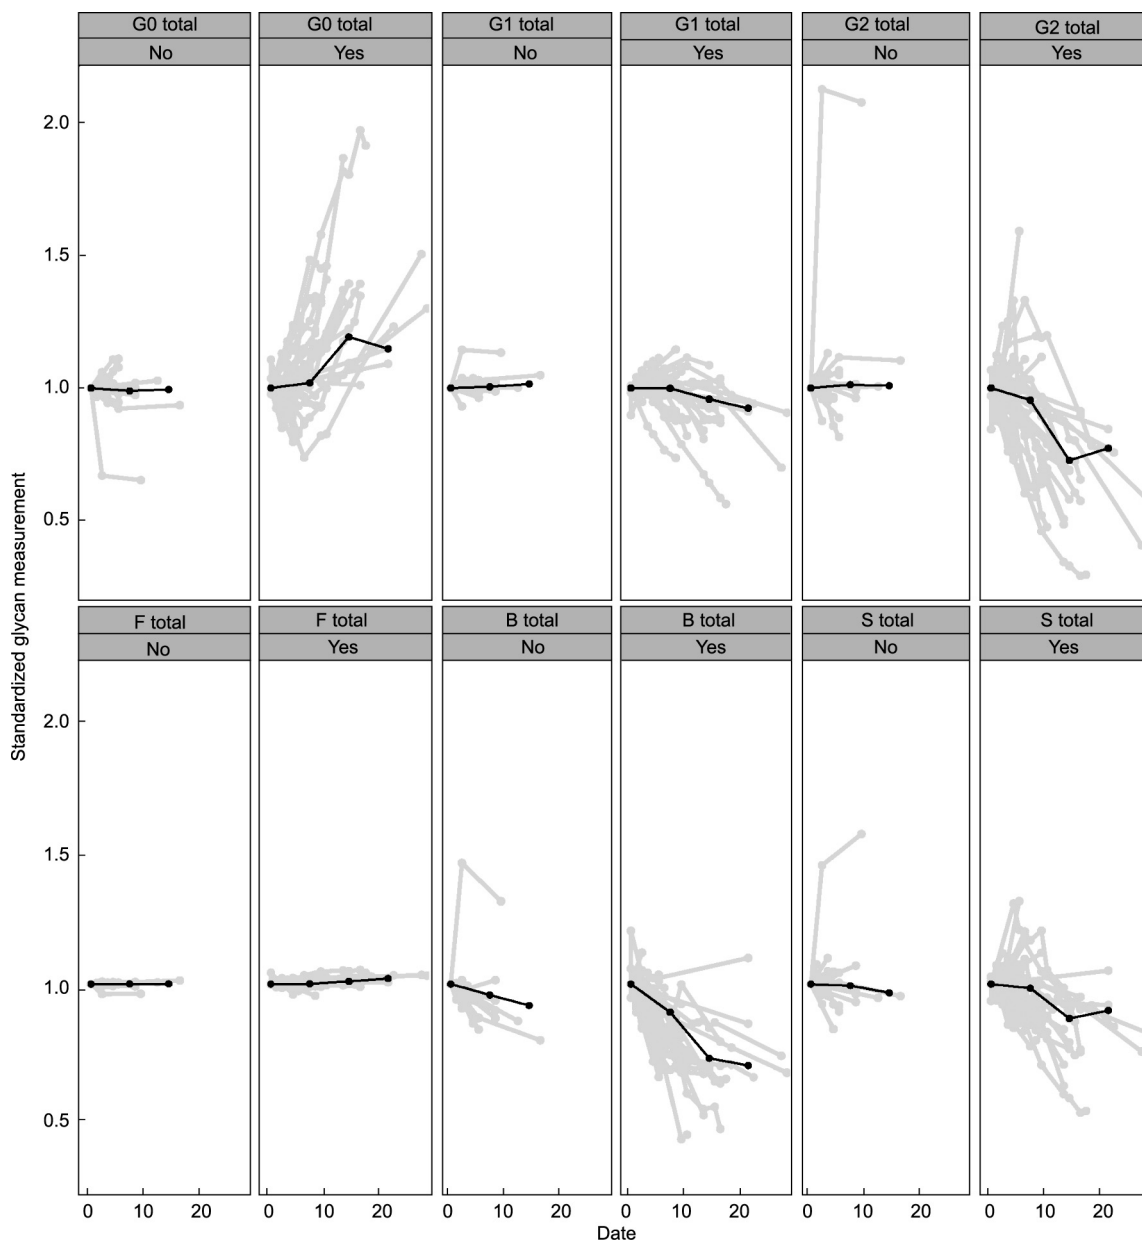 G0 total G0 total G1 total G1 total G2 total G2 total
No Yes No Yes No Yes
2.0
1.5
1.0
0.5
Standardized glycan measurement
F total F total B total B total S total S total
No Yes No Yes No Yes
2.0
1.5
1.0
0.5
0 10 20 0 10 20 0 10 20 0 10 20 0 10 20 0 10 20
Date